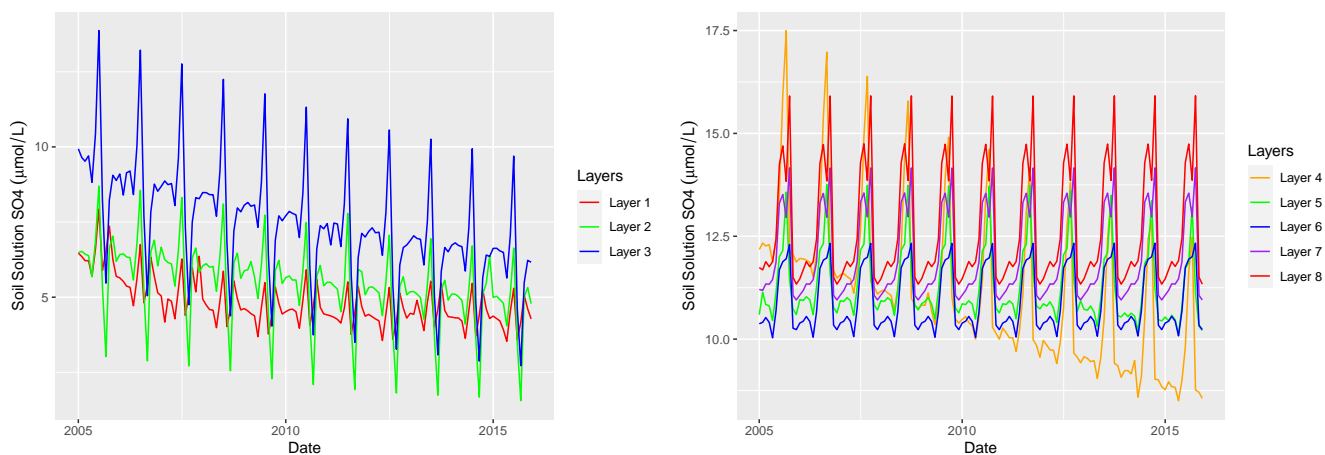 Soil Solution SO4 (μmol/L)
10
5
2005
2010
2015
Date
Layers
Layer 1
Layer 2
Layer 3
Soil Solution SO4 (μmol/L)
17.5
15.0
12.5
10.0
2005
2010
2015
Date
Layers
Layer 4
Layer 5
Layer 6
Layer 7
Layer 8